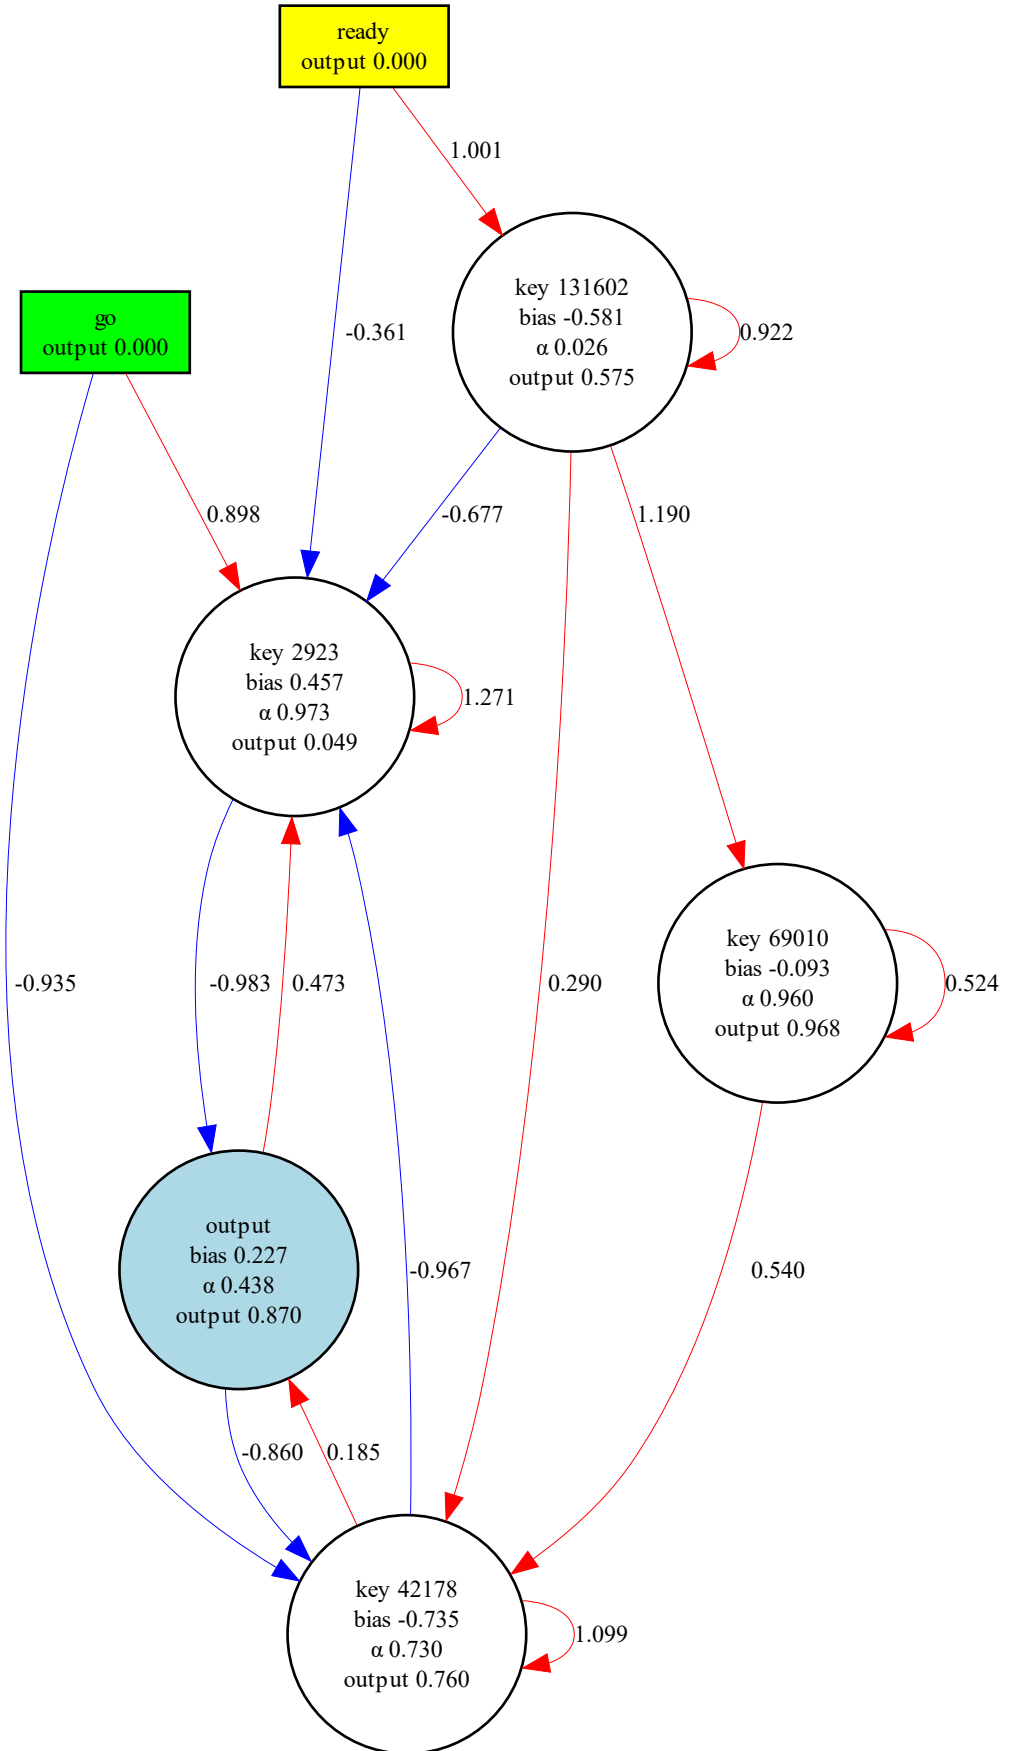 ready
output 0.000
1.001
key 131602
bias -0.581
α 0.026
output 0.575
0.922
go
output 0.000
-0.361
0.898
-0.677
1.190
key 2923
bias 0.457
α 0.973
output 0.049
1.271
key 69010
bias -0.093
α 0.960
output 0.968
0.524
-0.935
-0.983
0.473
0.290
output
bias 0.227
α 0.438
output 0.870
-0.967
0.540
-0.860
0.185
key 42178
bias -0.735
α 0.730
output 0.760
1.099